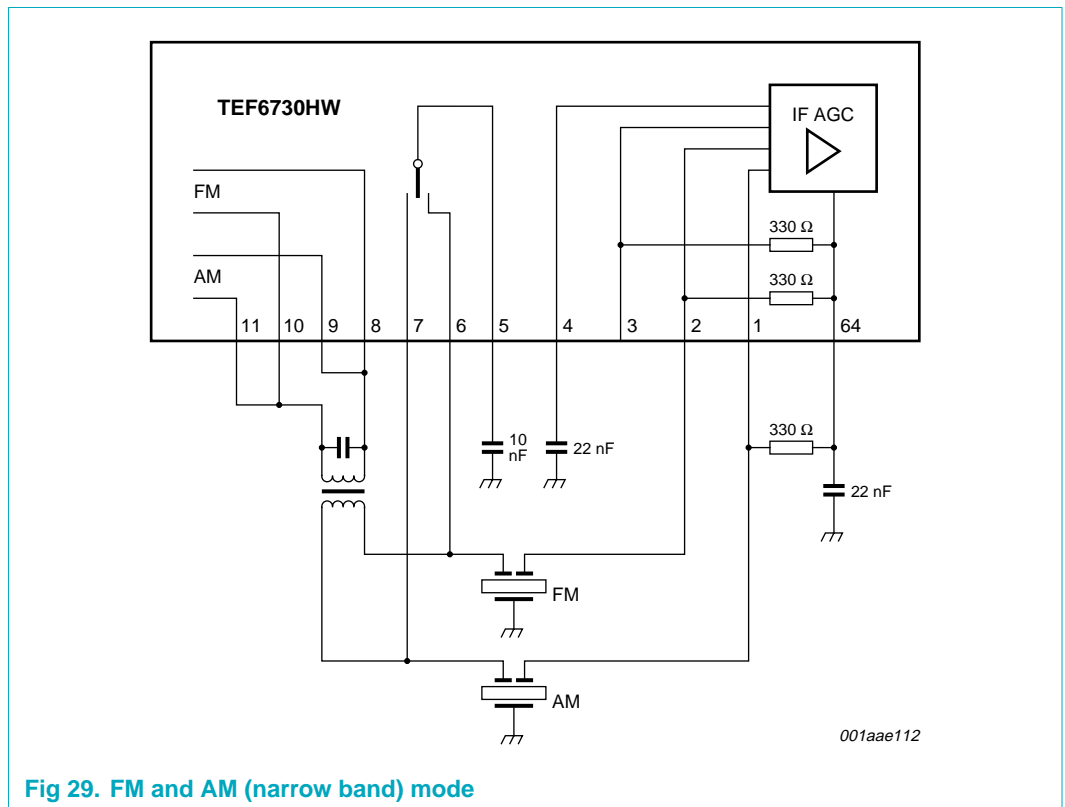 TEF6730HW
IF AGC
FM
330 Ω
AM
330 Ω
11 10 9 8 7 6 5 4 3 2 1 64
330 Ω
10
nF
22 nF
22 nF
FM
AM
001aae112
Fig 29. FM and AM (narrow band) mode